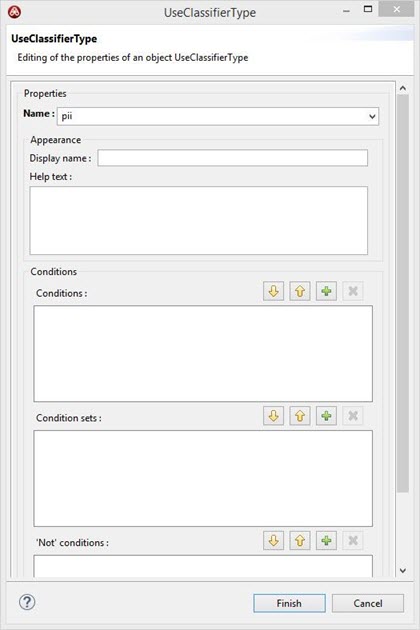 UseClassifierType
UseClassifierType
Editing of the properties of an object UseClassifierType
Properties
Name : pii
Appearance
Display name :
Help text :
Conditions
Conditions :
Condition sets :
'Not' conditions :
? Finish Cancel